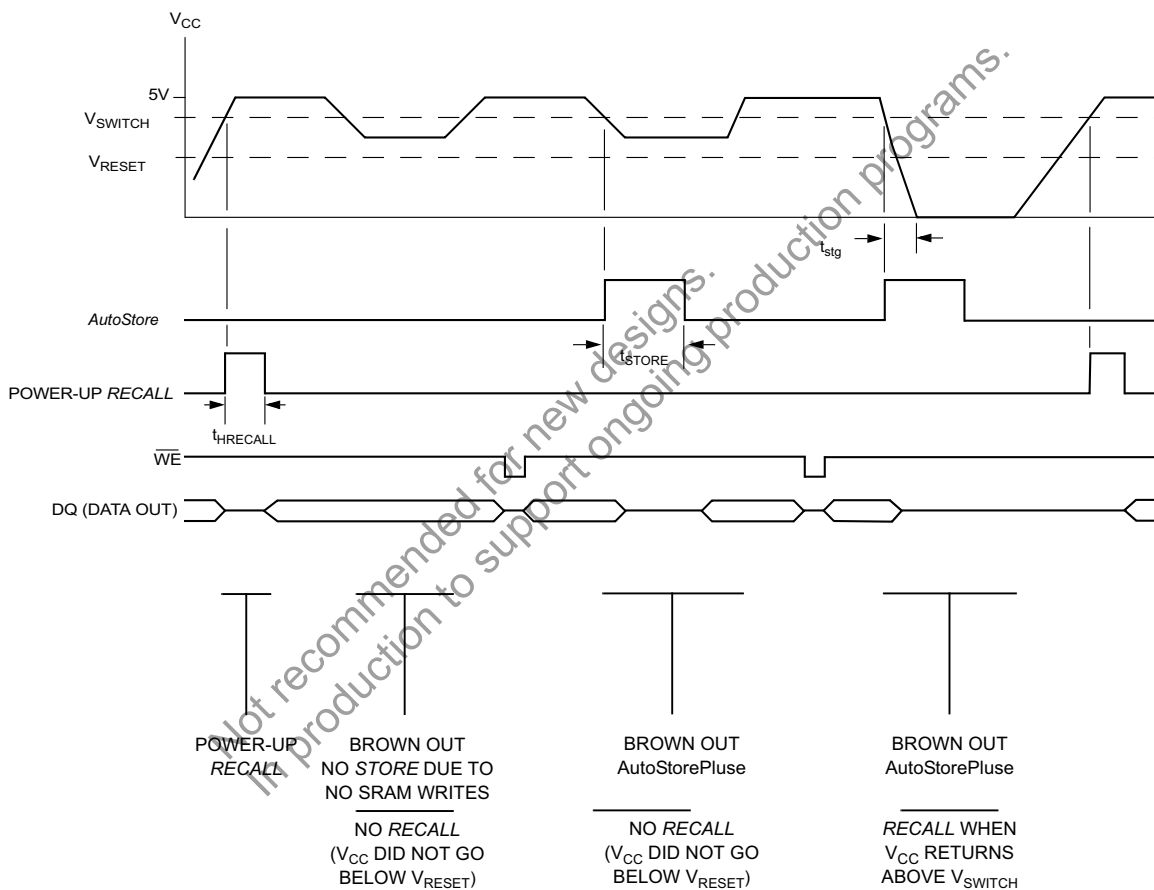 VCC
5V
VSWITCH
VRESET
tstg
AutoStore
tSTORE
POWER-UP RECALL
tHRECALL
WE
DQ (DATA OUT)
POWER-UP
RECALL
BROWN OUT
NO STORE DUE TO
NO SRAM WRITES
NO RECALL
(VCC DID NOT GO
BELOW VRESET)
BROWN OUT
AutoStorePluse
NO RECALL
(VCC DID NOT GO
BELOW VRESET)
BROWN OUT
AutoStorePluse
RECALL WHEN
VCC RETURNS
ABOVE VSWITCH
Not recommended for new designs.
In production to support ongoing production programs.